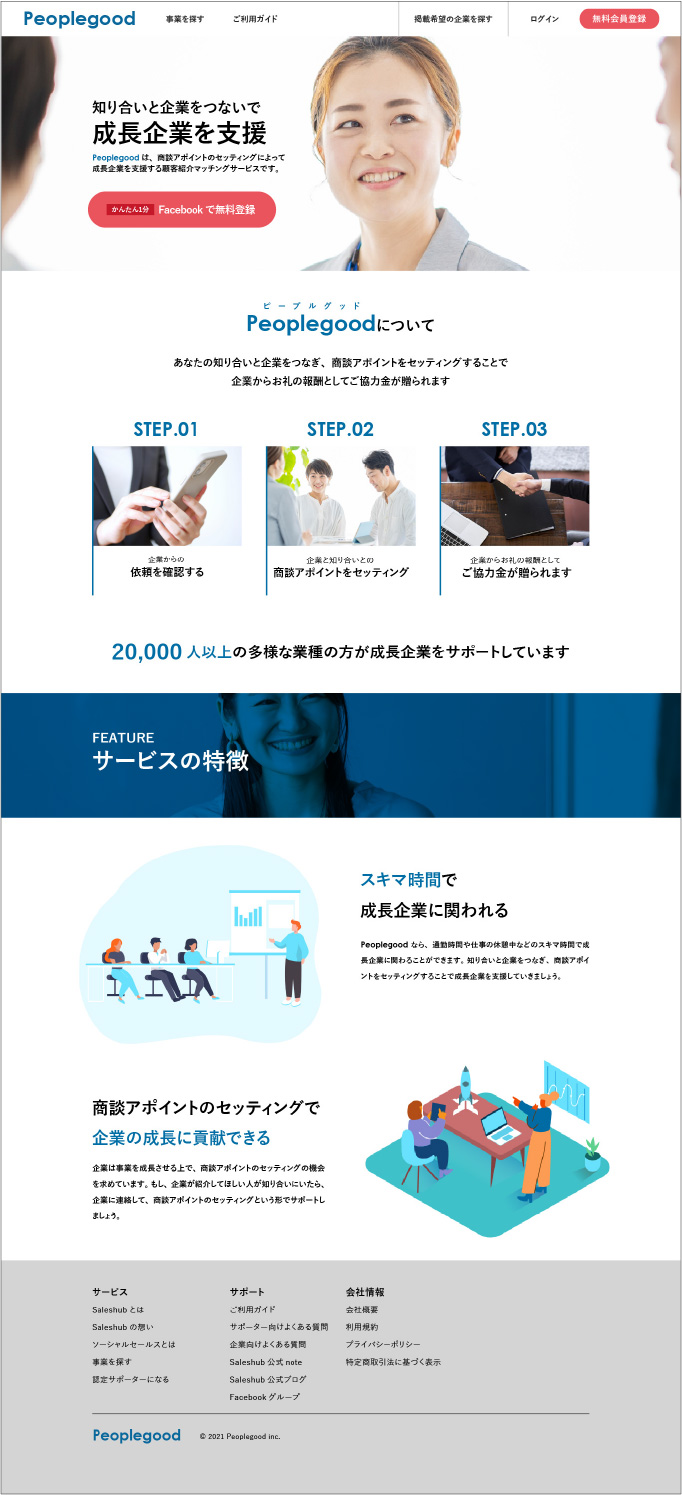 Peoplegood
事業を探す
ご利用ガイド
掲載希望の企業を探す
ログイン
無料会員登録
知り合いと企業をつないで
成長企業を支援
Peoplegood は、商談アポイントのセッティングによって
成長企業を支援する顧客紹介マッチングサービスです。
かんたん1分 Facebook で無料登録
ピープルグッド
Peoplegoodについて
あなたの知り合いと企業をつなぎ、商談アポイントをセッティングすることで
企業からお礼の報酬としてご協力金が贈られます
STEP.01
企業からの
依頼を確認する
STEP.02
企業と知り合いとの
商談アポイントをセッティング
STEP.03
企業からお礼の報酬として
ご協力金が贈られます
20,000 人以上の多様な業種の方が成長企業をサポートしています
FEATURE
サービスの特徴
スキマ時間で
成長企業に関われる
Peoplegood なら、通勤時間や仕事の休憩中などのスキマ時間で成
長企業に関わることができます。知り合いと企業をつなぎ、商談アポイ
ントをセッティングすることで成長企業を支援していきましょう。
商談アポイントのセッティングで
企業の成長に貢献できる
企業は事業を成長させる上で、商談アポイントのセッティングの機会
を求めています。もし、企業が紹介してほしい人が知り合いにいたら、
企業に連絡して、商談アポイントのセッティングという形でサポートし
ましょう。
サービス
Saleshub とは
Saleshub の想い
ソーシャルセールスとは
事業を探す
認定サポーターになる
サポート
ご利用ガイド
サポーター向けよくある質問
企業向けよくある質問
Saleshub 公式 note
Saleshub 公式ブログ
Facebook グループ
会社情報
会社概要
利用規約
プライバシーポリシー
特定商取引法に基づく表示
Peoplegood
© 2021 Peoplegood inc.